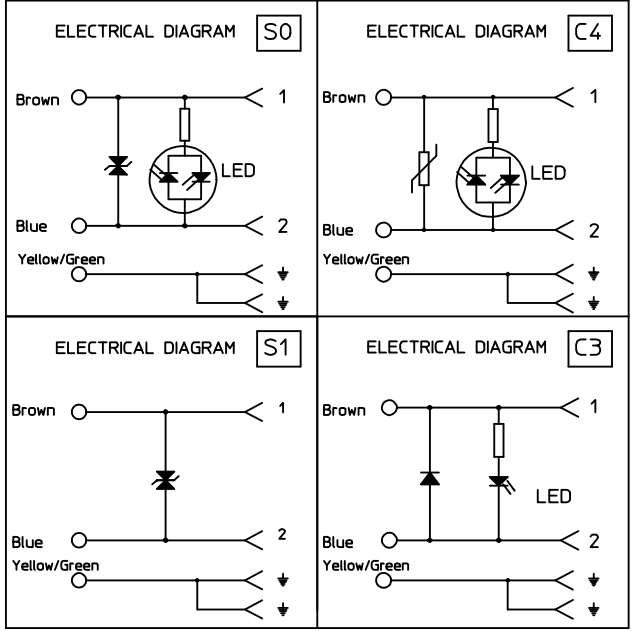 ELECTRICAL DIAGRAM S0
Brown 1
LED
Blue 2
Yellow/Green
ELECTRICAL DIAGRAM C4
Brown 1
LED
Blue 2
Yellow/Green
ELECTRICAL DIAGRAM S1
Brown 1
Blue 2
Yellow/Green
ELECTRICAL DIAGRAM C3
Brown 1
LED
Blue 2
Yellow/Green